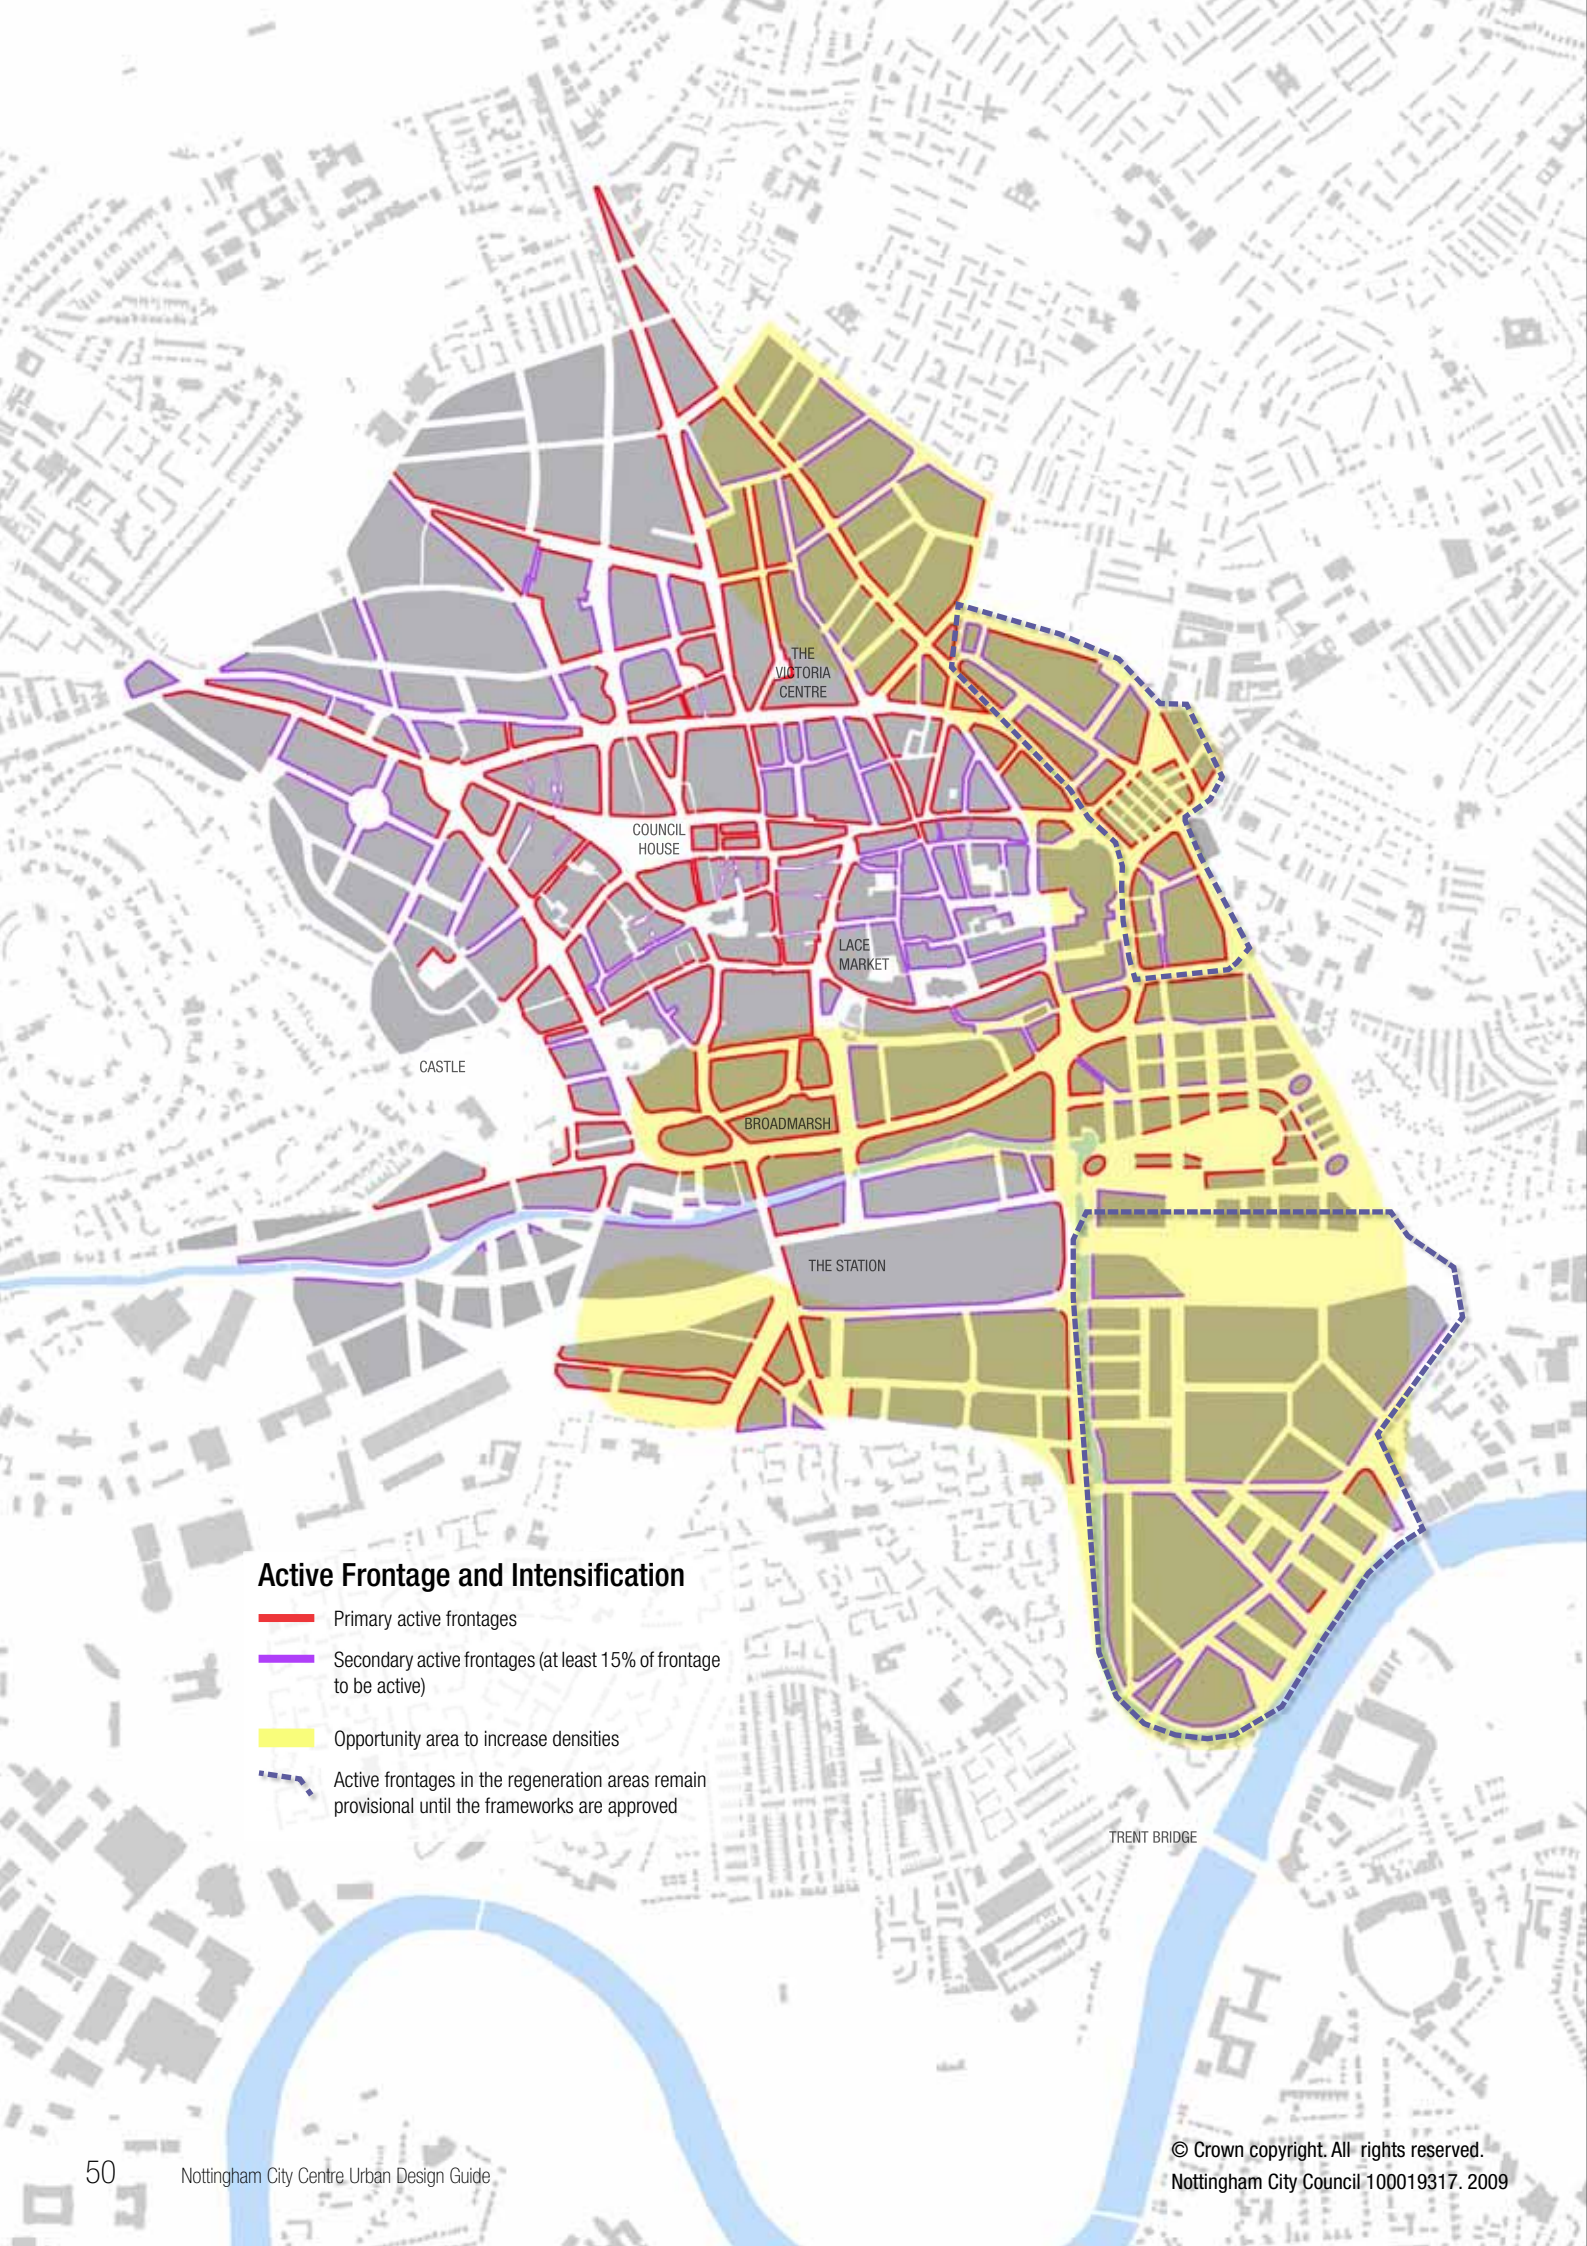 THE
VICTORIA
CENTRE
COUNCIL
HOUSE
LACE
MARKET
CASTLE
BROADMARSH
THE STATION
Active Frontage and Intensification
Primary active frontages
Secondary active frontages (at least 15% of frontage
to be active)
Opportunity area to increase densities
Active frontages in the regeneration areas remain
provisional until the frameworks are approved
TRENT BRIDGE
© Crown copyright. All rights reserved.
Nottingham City Council 100019317. 2009
50
Nottingham City Centre Urban Design Guide